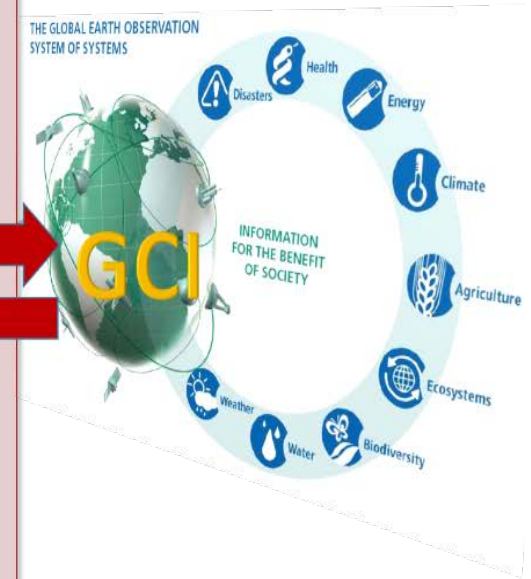 THE GLOBAL EARTH OBSERVATION
SYSTEM OF SYSTEMS
Disasters
Health
Energy
Climate
Agriculture
Ecosystems
Biodiversity
Water
Weather
GCI
INFORMATION
FOR THE BENEFIT
OF SOCIETY